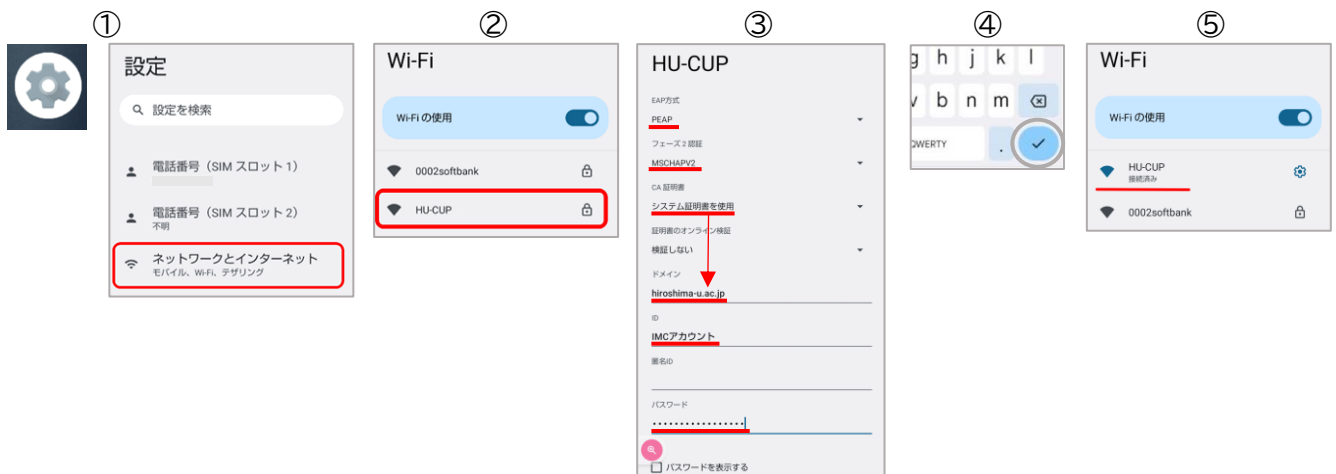 ①
設定
設定を検索
電話番号（SIM スロット 1）
電話番号（SIM スロット 2）
不明
ネットワークとインターネット
モバイル、Wi-Fi、テザリング
②
Wi-Fi
Wi-Fi の使用
0002softbank
HU-CUP
③
HU-CUP
EAP方式
PEAP
フェーズ 2 認証
MSCHAPV2
CA 証明書
システム証明書を使用
証明書のオンライン検証
検証しない
ドメイン
hiroshima-u.ac.jp
ID
IMCアカウント
匿名ID
パスワード
••••••••••••••••
パスワードを表示する
④
g h j k l
v b n m
QWERTY .
⑤
Wi-Fi
Wi-Fi の使用
HU-CUP
接続済み
0002softbank